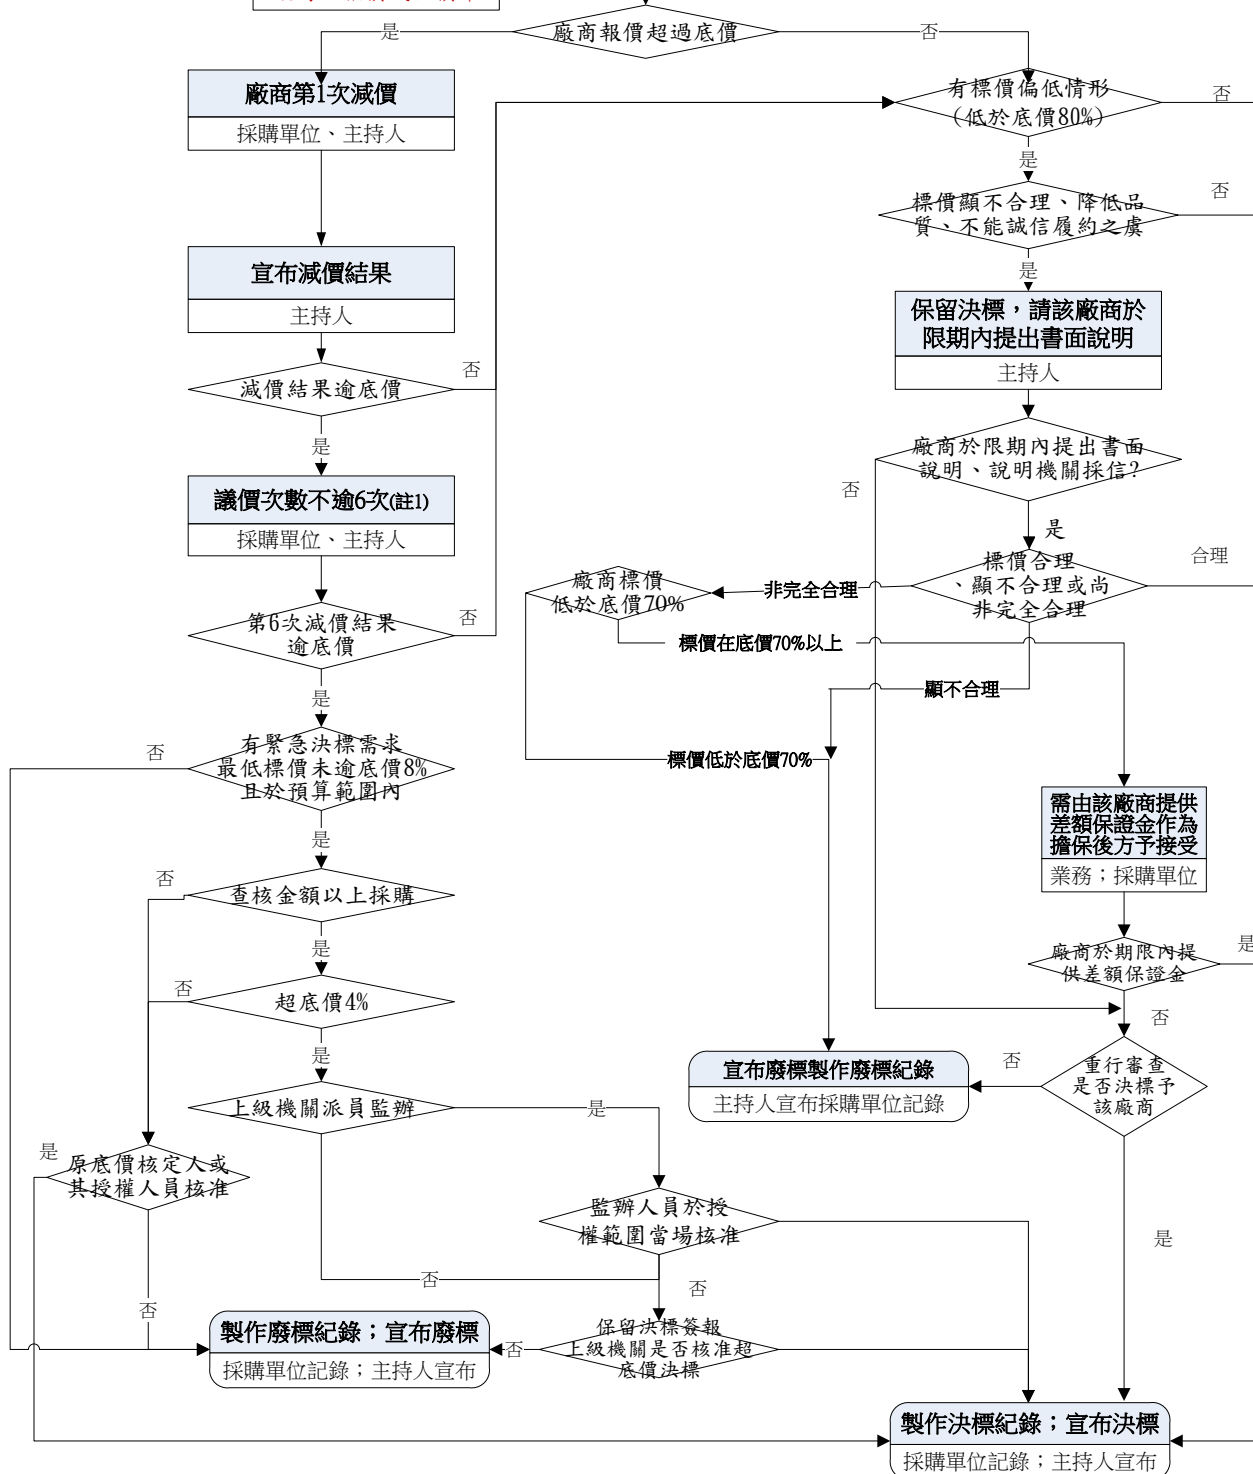 廠商報價超過底價
是
否
廠商第1次減價
採購單位、主持人
有標價偏低情形
(低於底價80%)
否
是
標價顯不合理、降低品
質、不能誠信履約之虞
否
是
宣布減價結果
主持人
保留決標，請該廠商於
限期內提出書面說明
主持人
減價結果逾底價
否
是
廠商於限期內提出書面
說明、說明機關採信?
否
是
議價次數不逾6次(註1)
採購單位、主持人
標價合理
、顯不合理或尚
非完全合理
合理
非完全合理
廠商標價
低於底價70%
第6次減價結果
逾底價
否
是
標價在底價70%以上
顯不合理
標價低於底價70%
有緊急決標需求
最低標價未逾底價8%
且於預算範圍內
否
是
需由該廠商提供
差額保證金作為
擔保後方予接受
業務；採購單位
查核金額以上採購
否
是
廠商於期限內提
供差額保證金
是
否
超底價4%
否
是
宣布廢標製作廢標紀錄
主持人宣布採購單位記錄
否
重行審查
是否決標予
該廠商
是
上級機關派員監辦
是
否
原底價核定人或
其授權人員核准
是
否
監辦人員於授
權範圍當場核准
否
製作廢標紀錄；宣布廢標
採購單位記錄；主持人宣布
否
保留決標簽報
上級機關是否核准超
底價決標
製作決標紀錄；宣布決標
採購單位記錄；主持人宣布